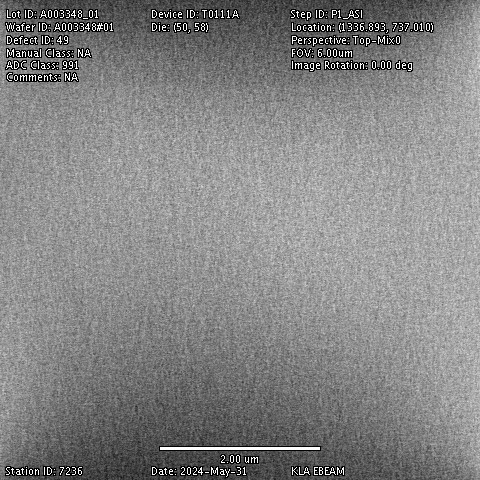 Lot ID: A003348_01
Wafer ID: A003348#01
Defect ID: 49
Manual Class: NA
ADC Class: 991
Comments: NA
Device ID: T0111A
Die: (50, 58)
Step ID: P1_ASI
Location: (1336.893, 737.010)
Perspective: Top-Mix0
FOV: 6.00um
Image Rotation: 0.00 deg
2.00 um
Station ID: 7236
Date: 2024-May-31
KLA EBEAM